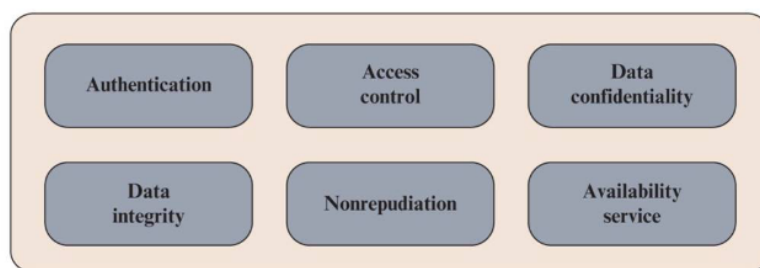 Authentication
Access
control
Data
confidentiality
Data
integrity
Nonrepudiation
Availability
service